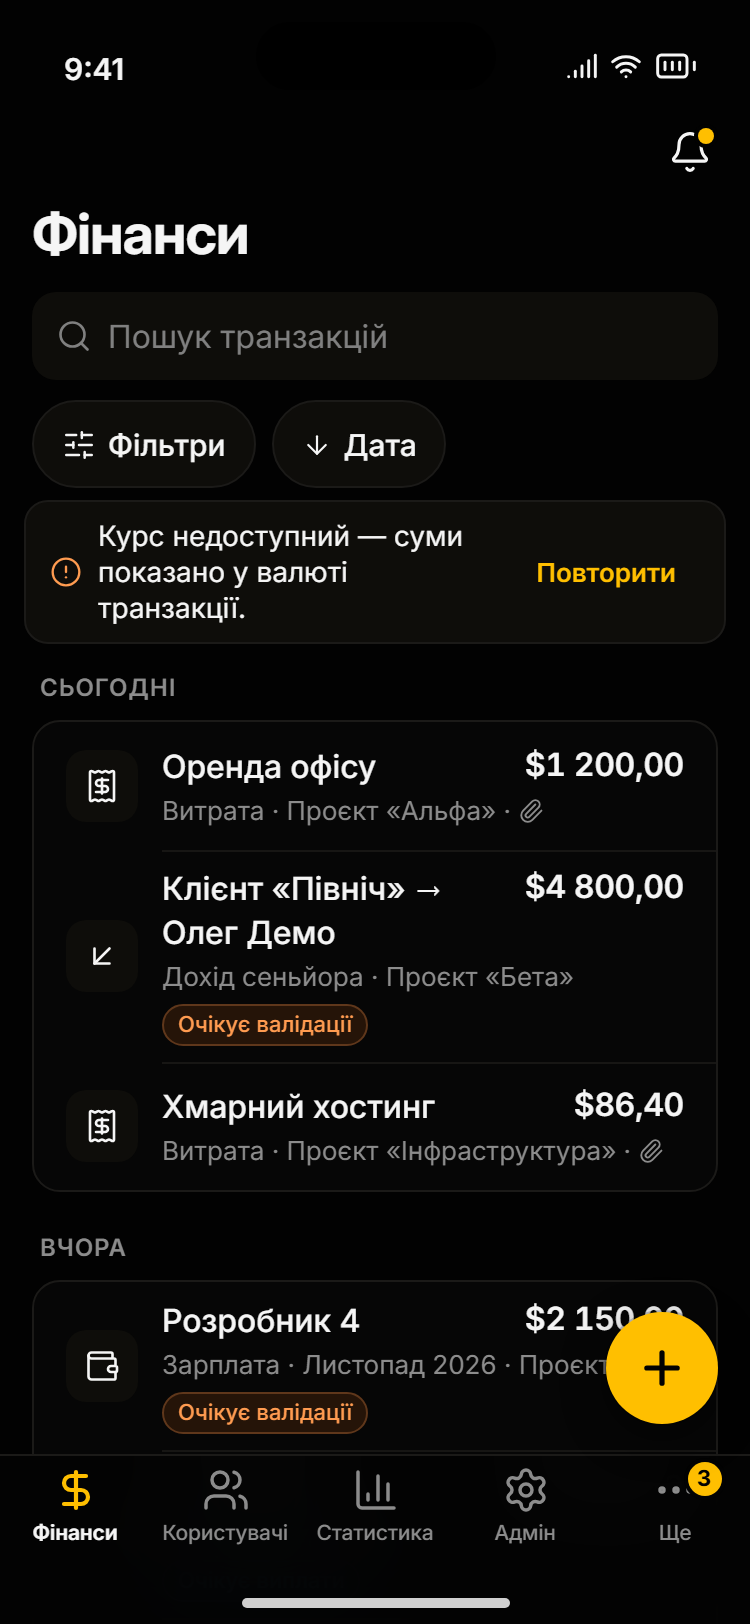 9:41
Фінанси
Пошук транзакцій
Фільтри
Дата
Курс недоступний — суми
показано у валюті
транзакції.
Повторити
СЬОГОДНІ
Оренда офісу
$1 200,00
Витрата · Проєкт «Альфа» ·
Клієнт «Північ» →
Олег Демо
$4 800,00
Дохід сеньйора · Проєкт «Бета»
Очікує валідації
Хмарний хостинг
$86,40
Витрата · Проєкт «Інфраструктура» ·
ВЧОРА
Розробник 4
$2 150
Зарплата · Листопад 2026 · Проєкт
Очікує валідації
3
Фінанси
Користувачі
Статистика
Адмін
Ще